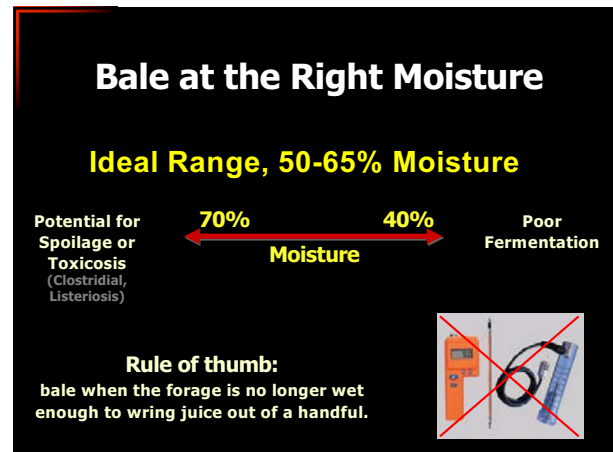 Bale at the Right Moisture
Ideal Range, 50-65% Moisture
Potential for
Spoilage or
Toxicosis
(Clostridial,
Listeriosis)
70%
40%
Moisture
Poor
Fermentation
Rule of thumb:
bale when the forage is no longer wet
enough to wring juice out of a handful.